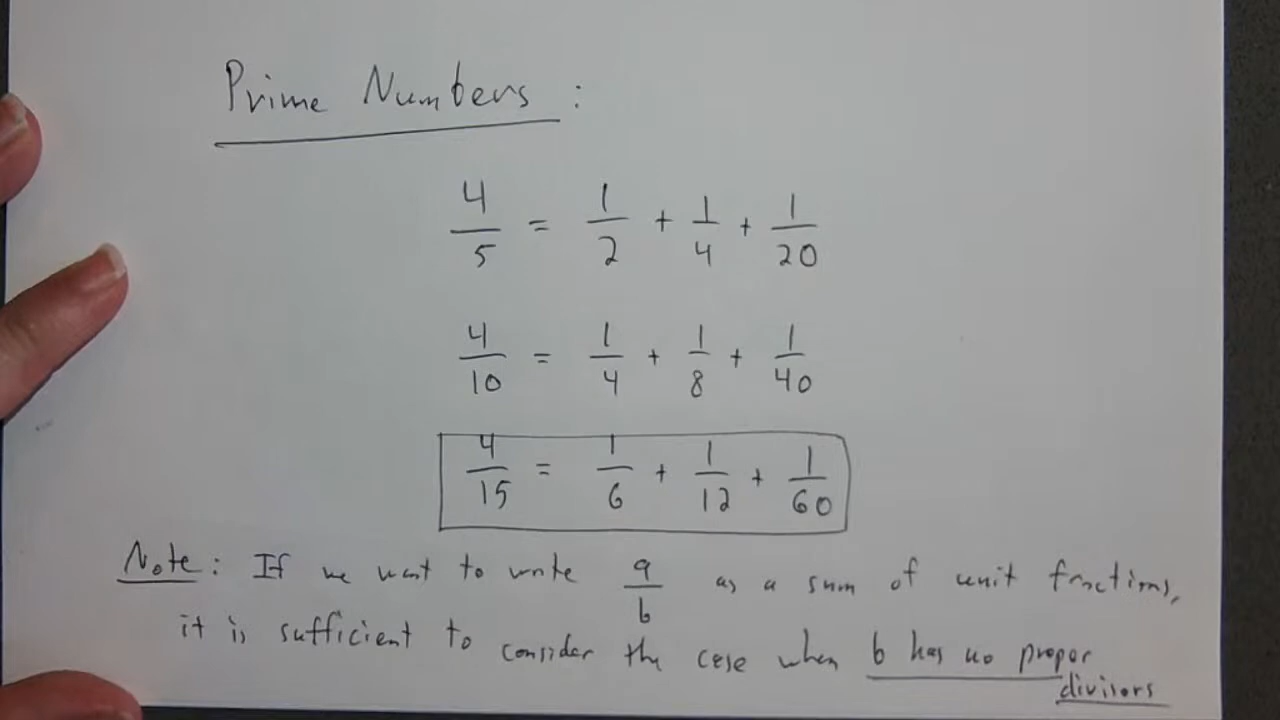 Prime Numbers :
4/5 = 1/2 + 1/4 + 1/20
4/10 = 1/4 + 1/8 + 1/40
4/15 = 1/6 + 1/12 + 1/60
Note: If we want to write a/b as a sum of unit fractions,
it is sufficient to consider the case when b has no proper
divisors